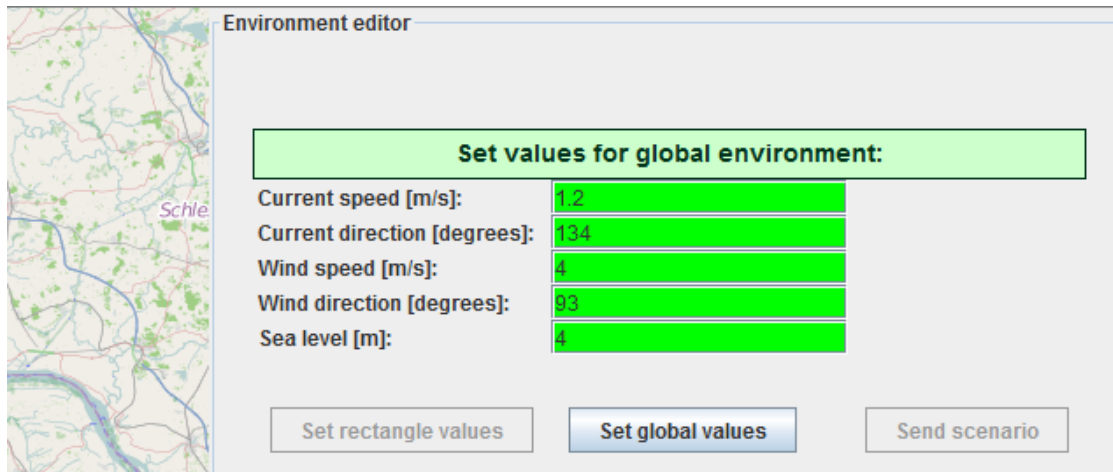 Environment editor
Set values for global environment:
Schle
Current speed [m/s]: 1.2
Current direction [degrees]: 134
Wind speed [m/s]: 4
Wind direction [degrees]: 93
Sea level [m]: 4
Set rectangle values Set global values Send scenario